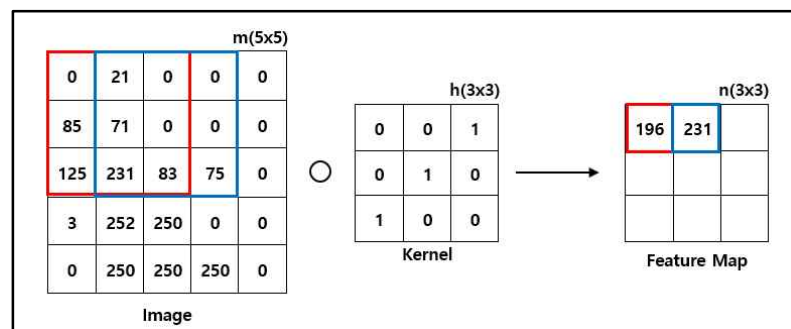 m(5x5)
0 21 0 0 0
85 71 0 0 0
125 231 83 75 0
3 252 250 0 0
0 250 250 250 0
Image
h(3x3)
0 0 1
0 1 0
1 0 0
Kernel
n(3x3)
196 231
Feature Map